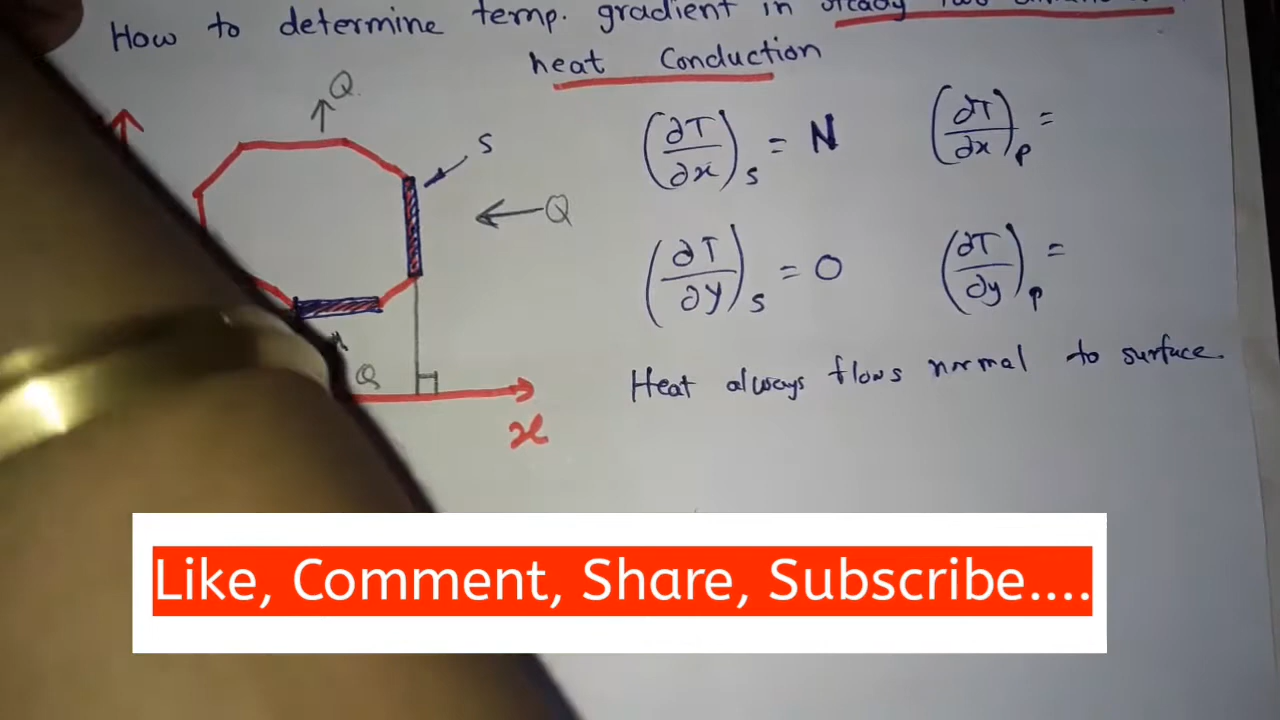 How to determine temp. gradient in steady
heat Conduction
Q
S
(∂T/∂x)s = N
(∂T/∂x)p =
Q
(∂T/∂y)s = 0
(∂T/∂y)p =
Heat always flows normal to surface
Q
x
Like, Comment, Share, Subscribe....